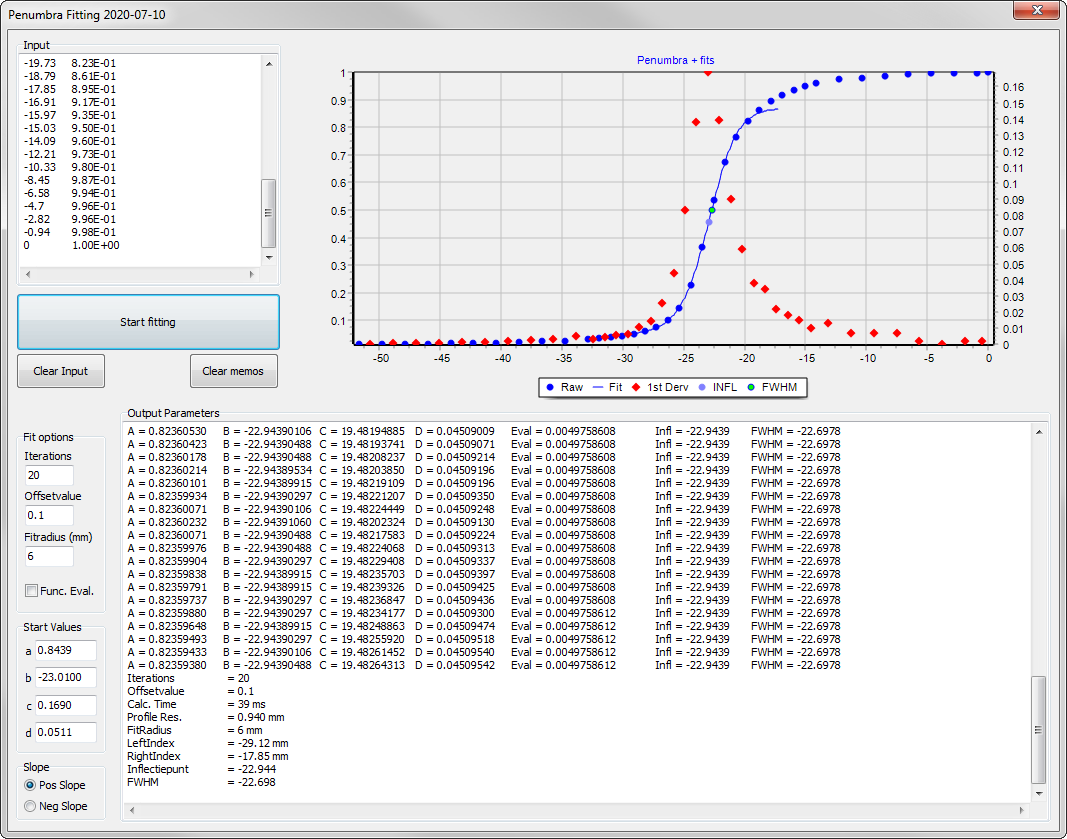 Penumbra Fitting 2020-07-10
Input
-19.73 8.23E-01
-18.79 8.61E-01
-17.85 8.95E-01
-16.91 9.17E-01
-15.97 9.35E-01
-15.03 9.50E-01
-14.09 9.60E-01
-12.21 9.73E-01
-10.33 9.80E-01
-8.45 9.87E-01
-6.58 9.94E-01
-4.7 9.96E-01
-2.82 9.96E-01
-0.94 9.98E-01
0 1.00E+00
Start fitting
Clear Input
Clear memos
Penumbra + fits
1
0.9
0.8
0.7
0.6
0.5
0.4
0.3
0.2
0.1
0.16
0.15
0.14
0.13
0.12
0.11
0.1
0.09
0.08
0.07
0.06
0.05
0.04
0.03
0.02
0.01
0
-50 -45 -40 -35 -30 -25 -20 -15 -10 -5 0
Raw Fit 1st Derv INFL FWHM
Fit options
Iterations
20
Offsetvalue
0.1
Fitradius (mm)
6
Func. Eval.
Start Values
a 0.8439
b -23.0100
c 0.1690
d 0.0511
Slope
Pos Slope
Neg Slope
Output Parameters
A = 0.82360530 B = -22.94390106 C = 19.48194885 D = 0.04509009 Eval = 0.0049758608 Infl = -22.9439 FWHM = -22.6978
A = 0.82360423 B = -22.94390488 C = 19.48193741 D = 0.04509071 Eval = 0.0049758608 Infl = -22.9439 FWHM = -22.6978
A = 0.82360178 B = -22.94390488 C = 19.48208237 D = 0.04509214 Eval = 0.0049758608 Infl = -22.9439 FWHM = -22.6978
A = 0.82360214 B = -22.94389534 C = 19.48203850 D = 0.04509196 Eval = 0.0049758608 Infl = -22.9439 FWHM = -22.6978
A = 0.82360101 B = -22.94389915 C = 19.48219109 D = 0.04509196 Eval = 0.0049758608 Infl = -22.9439 FWHM = -22.6978
A = 0.82359934 B = -22.94390297 C = 19.48221207 D = 0.04509350 Eval = 0.0049758608 Infl = -22.9439 FWHM = -22.6978
A = 0.82360071 B = -22.94390106 C = 19.48224449 D = 0.04509248 Eval = 0.0049758608 Infl = -22.9439 FWHM = -22.6978
A = 0.82360232 B = -22.94391060 C = 19.48202324 D = 0.04509130 Eval = 0.0049758608 Infl = -22.9439 FWHM = -22.6978
A = 0.82360071 B = -22.94390488 C = 19.48217583 D = 0.04509224 Eval = 0.0049758608 Infl = -22.9439 FWHM = -22.6978
A = 0.82359976 B = -22.94390488 C = 19.48224068 D = 0.04509313 Eval = 0.0049758608 Infl = -22.9439 FWHM = -22.6978
A = 0.82359904 B = -22.94390297 C = 19.48229408 D = 0.04509337 Eval = 0.0049758608 Infl = -22.9439 FWHM = -22.6978
A = 0.82359838 B = -22.94389915 C = 19.48235703 D = 0.04509397 Eval = 0.0049758608 Infl = -22.9439 FWHM = -22.6978
A = 0.82359791 B = -22.94389915 C = 19.48239326 D = 0.04509425 Eval = 0.0049758608 Infl = -22.9439 FWHM = -22.6978
A = 0.82359737 B = -22.94390297 C = 19.48236847 D = 0.04509436 Eval = 0.0049758608 Infl = -22.9439 FWHM = -22.6978
A = 0.82359880 B = -22.94390297 C = 19.48234177 D = 0.04509300 Eval = 0.0049758612 Infl = -22.9439 FWHM = -22.6978
A = 0.82359648 B = -22.94389915 C = 19.48248863 D = 0.04509474 Eval = 0.0049758612 Infl = -22.9439 FWHM = -22.6978
A = 0.82359493 B = -22.94390297 C = 19.48255920 D = 0.04509518 Eval = 0.0049758612 Infl = -22.9439 FWHM = -22.6978
A = 0.82359433 B = -22.94390106 C = 19.48261452 D = 0.04509540 Eval = 0.0049758612 Infl = -22.9439 FWHM = -22.6978
A = 0.82359380 B = -22.94390488 C = 19.48264313 D = 0.04509542 Eval = 0.0049758612 Infl = -22.9439 FWHM = -22.6978
Iterations = 20
Offsetvalue = 0.1
Calc. Time = 39 ms
Profile Res. = 0.940 mm
FitRadius = 6 mm
LeftIndex = -29.12 mm
RightIndex = -17.85 mm
Inflectiepunt = -22.944
FWHM = -22.698